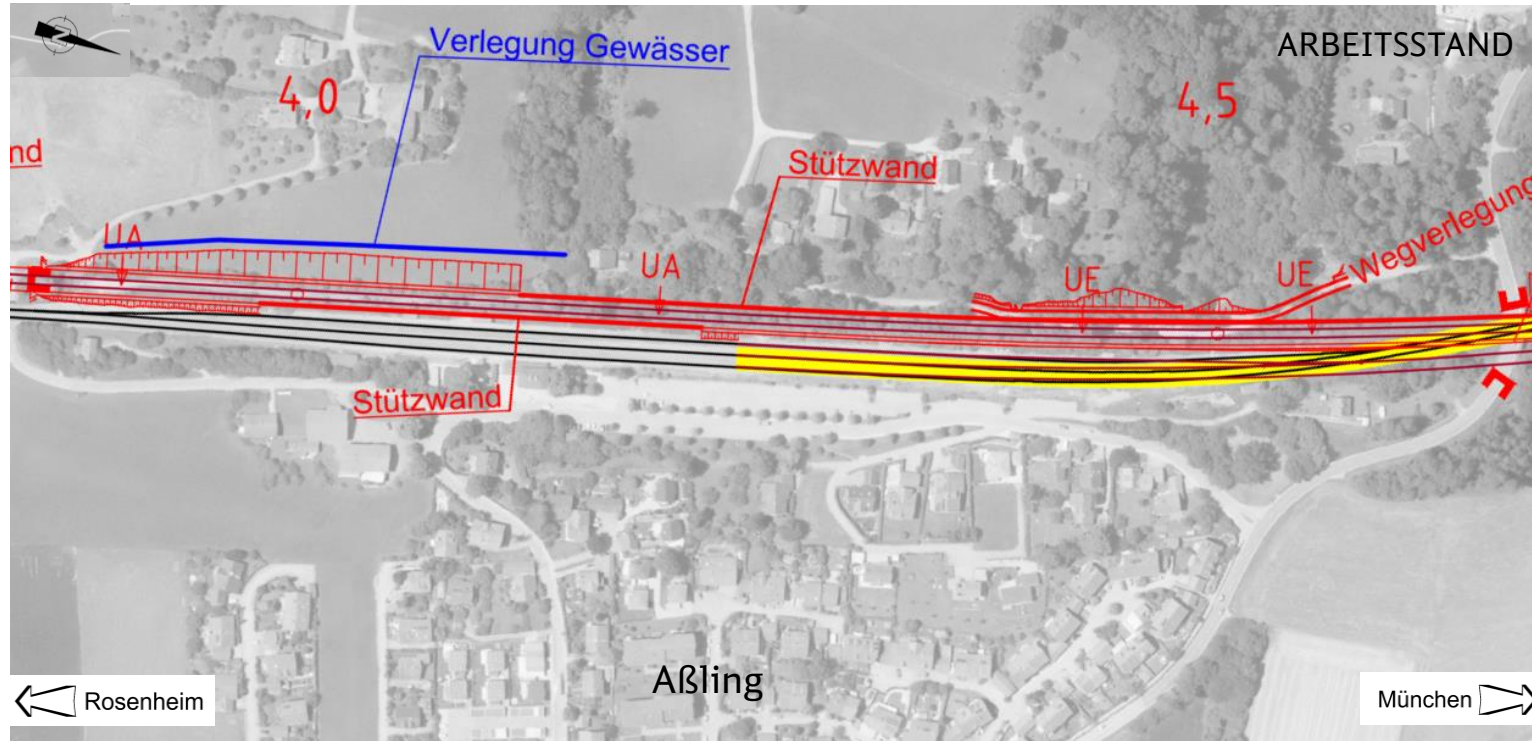 N
ARBEITSSTAND
Verlegung Gewässer
4,0
4,5
nd
Stützwand
Wegverlegung
UA
UA
UE
UE
Stützwand
Aßling
Rosenheim
München